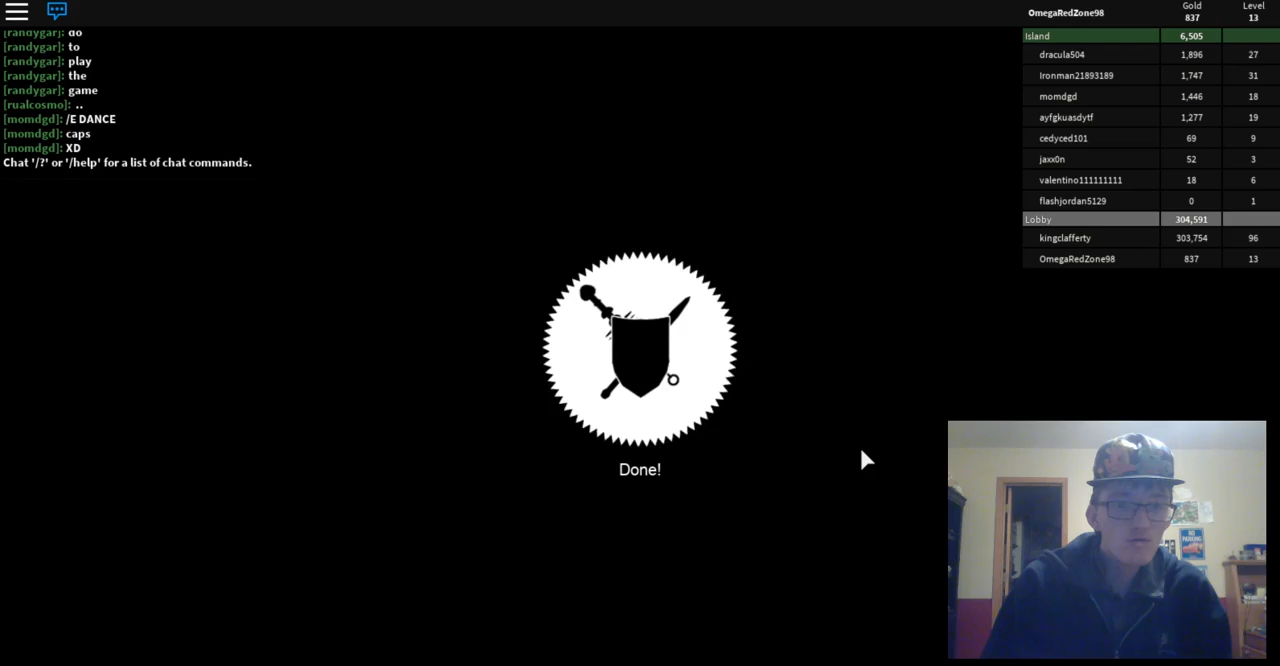 OmegaRedZone98
Gold
837
Level
13
[randygar]: do
[randygar]: to
[randygar]: play
[randygar]: the
[randygar]: game
[rualcosmo]: ..
[momdgd]: /E DANCE
[momdgd]: caps
[momdgd]: XD
Chat '/?' or '/help' for a list of chat commands.
Island 6,505
dracula504 1,896 27
Ironman21893189 1,747 31
momdgd 1,446 18
ayfgkuasdytf 1,277 19
cedyced101 69 9
jaxx0n 52 3
valentino111111111 18 6
flashjordan5129 0 1
Lobby 304,591
kingclafferty 303,754 96
OmegaRedZone98 837 13
Done!
NO
PARKING